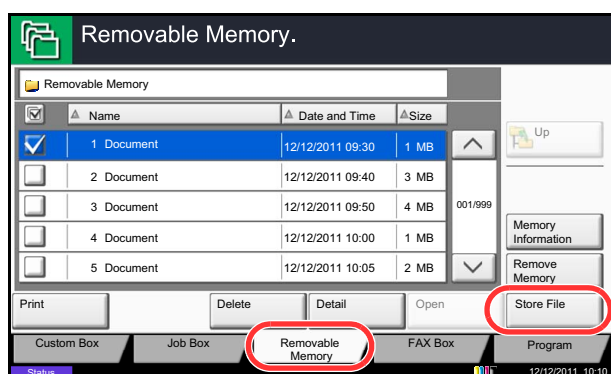 Removable Memory.
Removable Memory
Name Date and Time Size
1 Document 12/12/2011 09:30 1 MB
2 Document 12/12/2011 09:40 3 MB
3 Document 12/12/2011 09:50 4 MB
4 Document 12/12/2011 10:00 1 MB
5 Document 12/12/2011 10:05 2 MB
001/999
Up
Memory
Information
Remove
Memory
Print Delete Detail Open Store File
Custom Box Job Box Removable Memory FAX Box Program
Status 12/12/2011 10:10